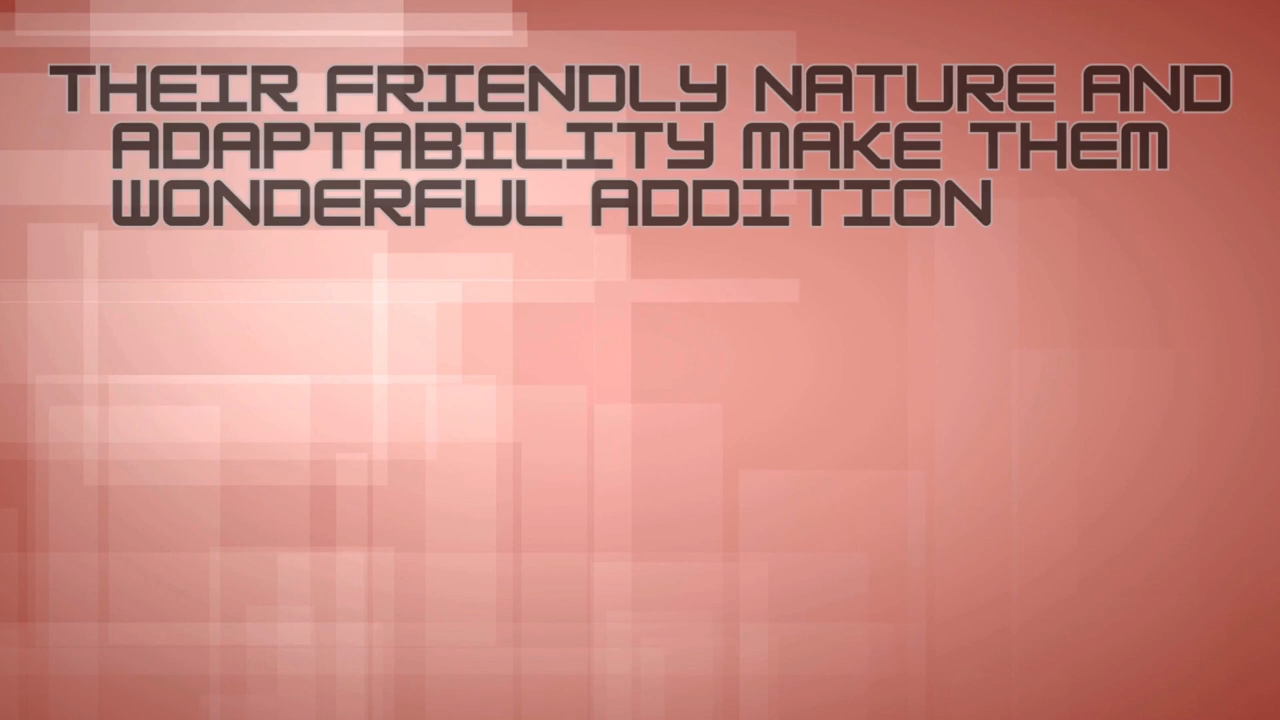 THEIR FRIENDLY NATURE AND
ADAPTABILITY MAKE THEM
WONDERFUL ADDITION